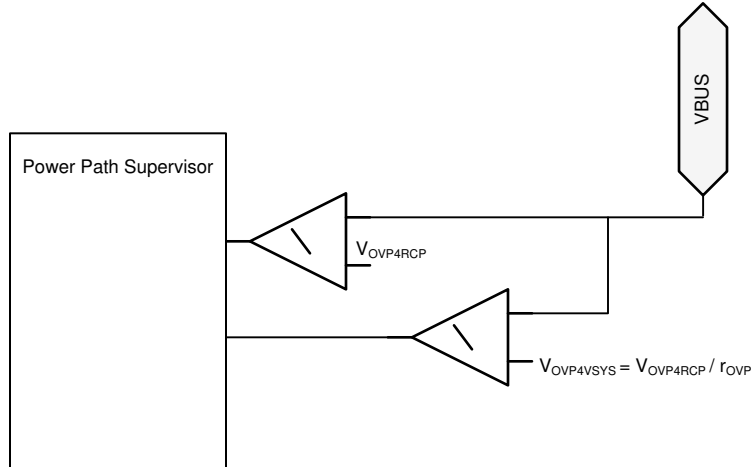 VBUS
Power Path Supervisor
VOVP4RCP
VOVP4VSYS = VOVP4RCP / rOVP